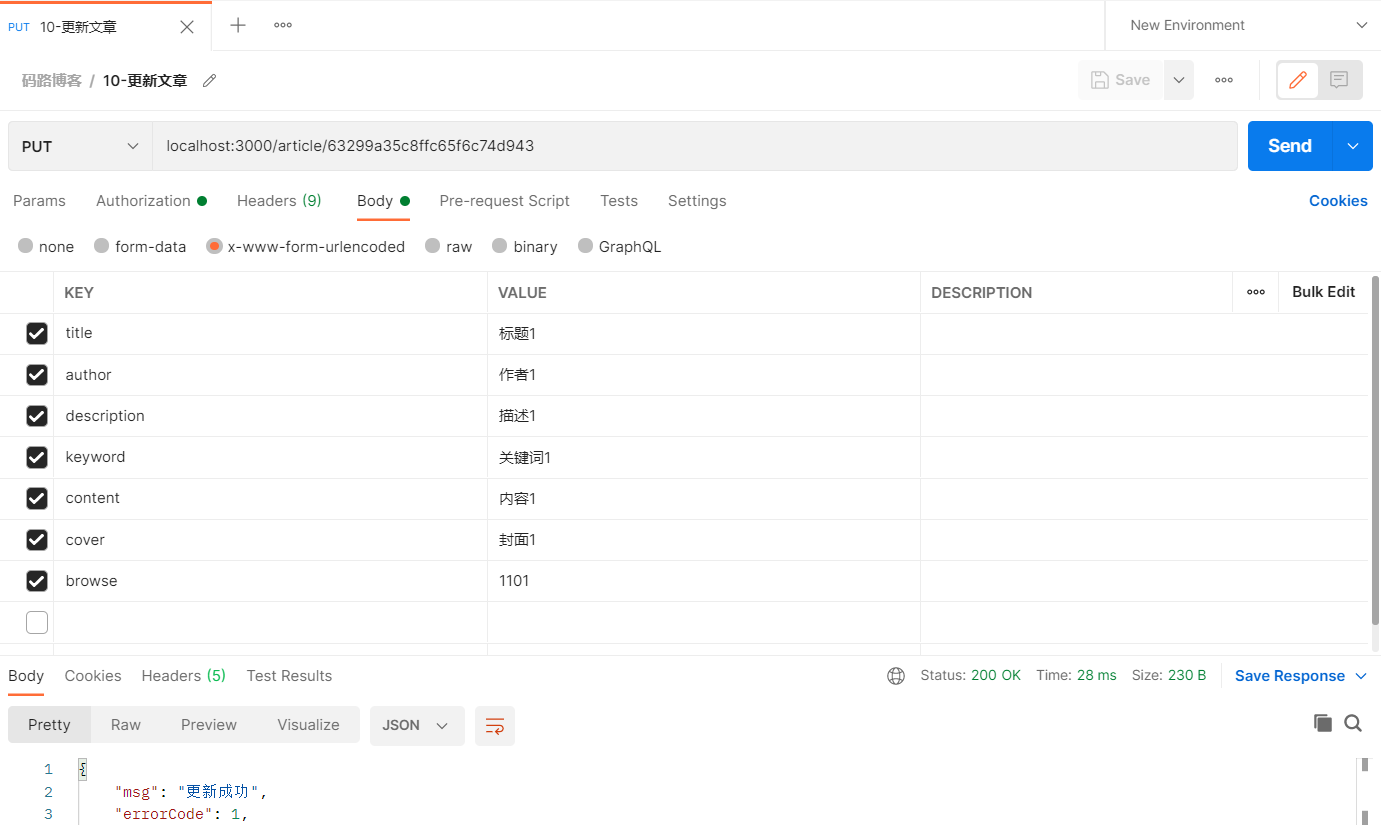 PUT 10-更新文章 New Environment
码路博客 / 10-更新文章 Save
PUT localhost:3000/article/63299a35c8ffc65f6c74d943 Send
Params Authorization Headers (9) Body Pre-request Script Tests Settings Cookies
none form-data x-www-form-urlencoded raw binary GraphQL
KEY VALUE DESCRIPTION Bulk Edit
title 标题1
author 作者1
description 描述1
keyword 关键词1
content 内容1
cover 封面1
browse 1101
Body Cookies Headers (5) Test Results Status: 200 OK Time: 28 ms Size: 230 B Save Response
Pretty Raw Preview Visualize JSON
1 {
2 "msg": "更新成功",
3 "errorCode": 1,